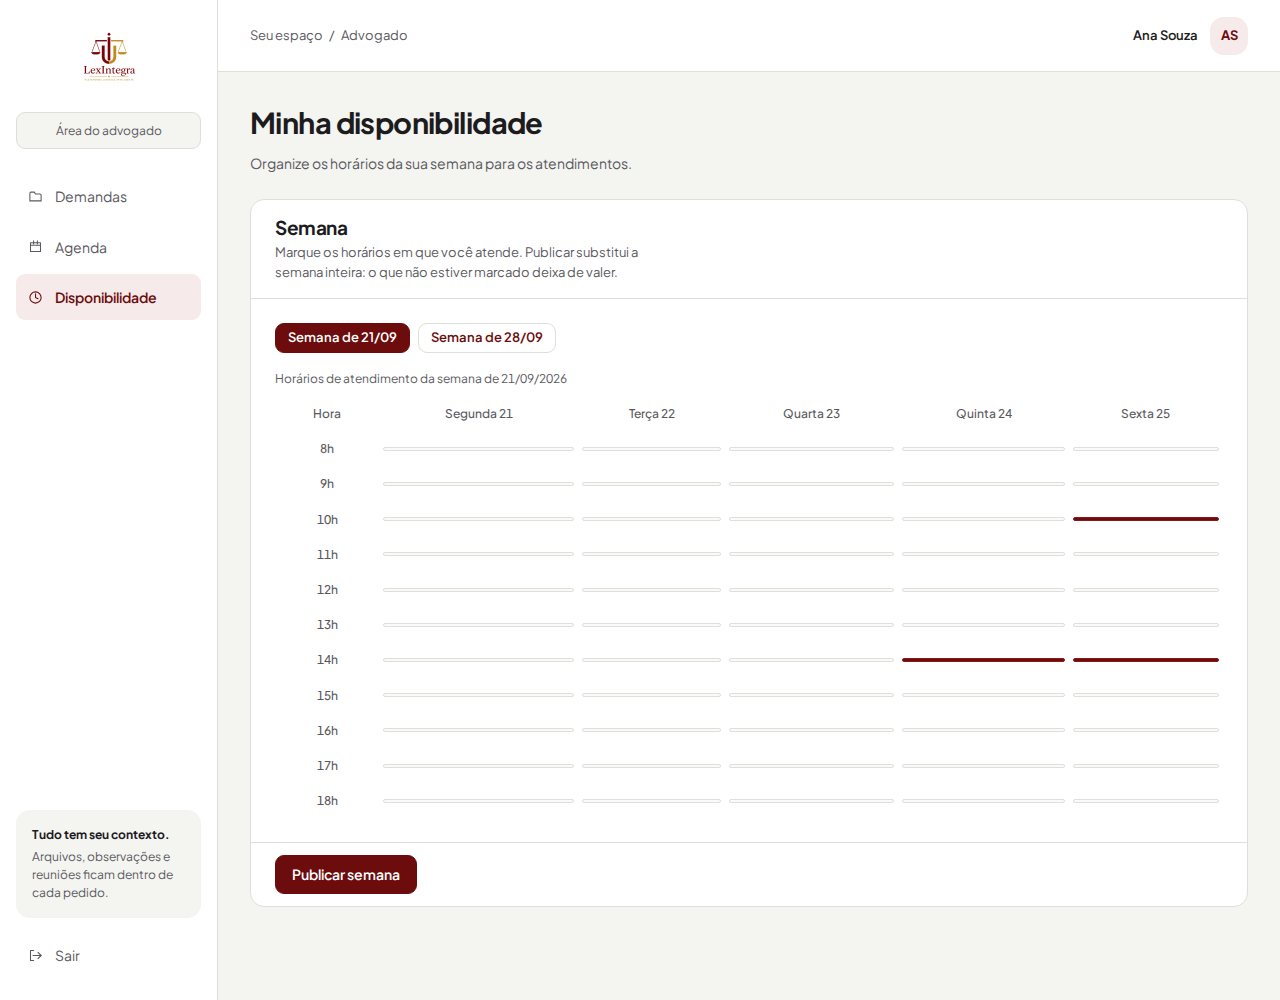 LexIntegra
Área do advogado
Demandas
Agenda
Disponibilidade
Tudo tem seu contexto.
Arquivos, observações e
reuniões ficam dentro de
cada pedido.
Sair
Seu espaço / Advogado
Ana Souza AS
Minha disponibilidade
Organize os horários da sua semana para os atendimentos.
Semana
Marque os horários em que você atende. Publicar substitui a
semana inteira: o que não estiver marcado deixa de valer.
Semana de 21/09 Semana de 28/09
Horários de atendimento da semana de 21/09/2026
Hora Segunda 21 Terça 22 Quarta 23 Quinta 24 Sexta 25
8h
9h
10h
11h
12h
13h
14h
15h
16h
17h
18h
Publicar semana